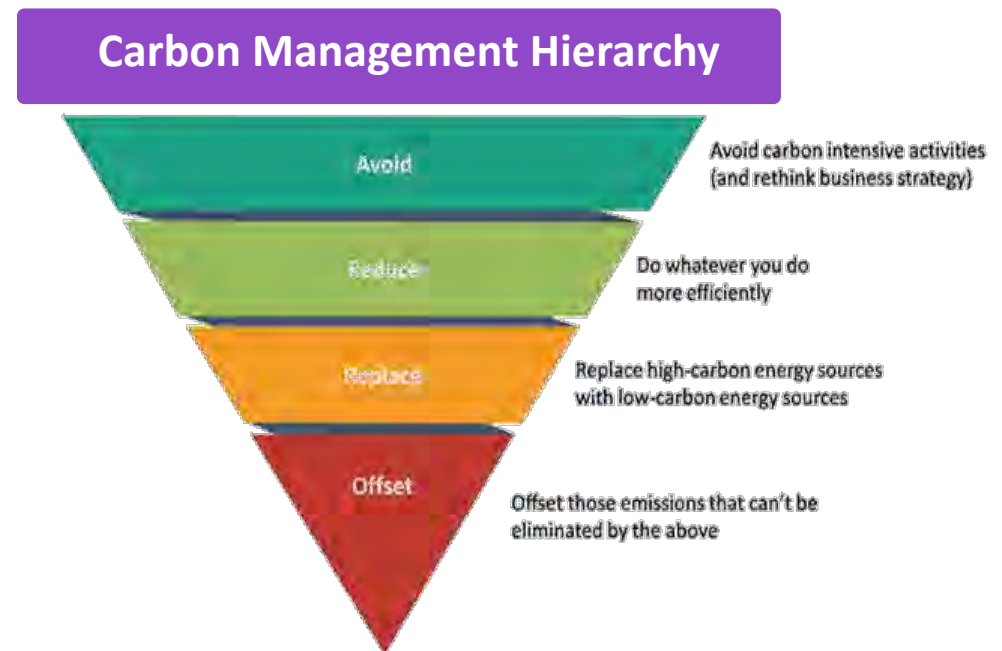 Carbon Management Hierarchy
Avoid
Avoid carbon intensive activities
(and rethink business strategy)
Reduce
Do whatever you do
more efficiently
Replace
Replace high-carbon energy sources
with low-carbon energy sources
Offset
Offset those emissions that can't be
eliminated by the above